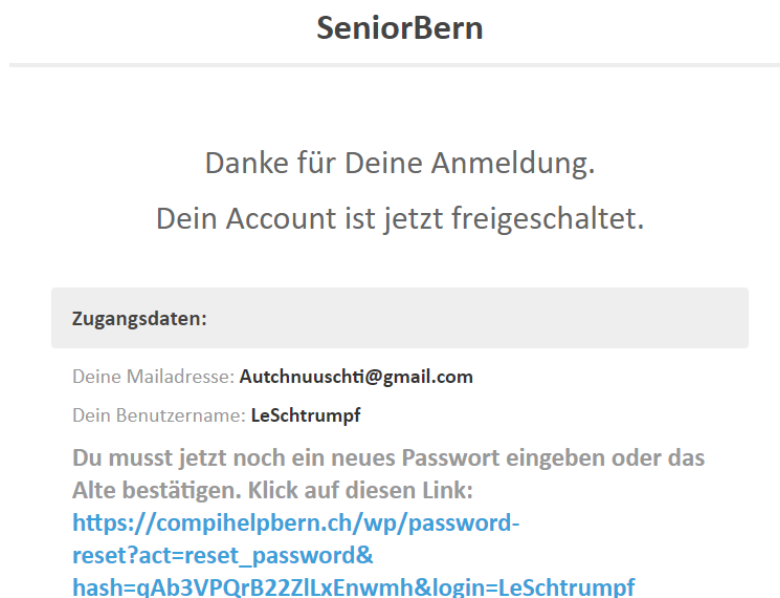 SeniorBern
Danke für Deine Anmeldung.
Dein Account ist jetzt freigeschaltet.
Zugangsdaten:
Deine Mailadresse: Autchnuuschti@gmail.com
Dein Benutzername: LeSchtrumpf
Du musst jetzt noch ein neues Passwort eingeben oder das
Alte bestätigen. Klick auf diesen Link:
https://compihelpbern.ch/wp/password-
reset?act=reset_password&
hash=qAb3VPQrB22ZlLxEnwmh&login=LeSchtrumpf